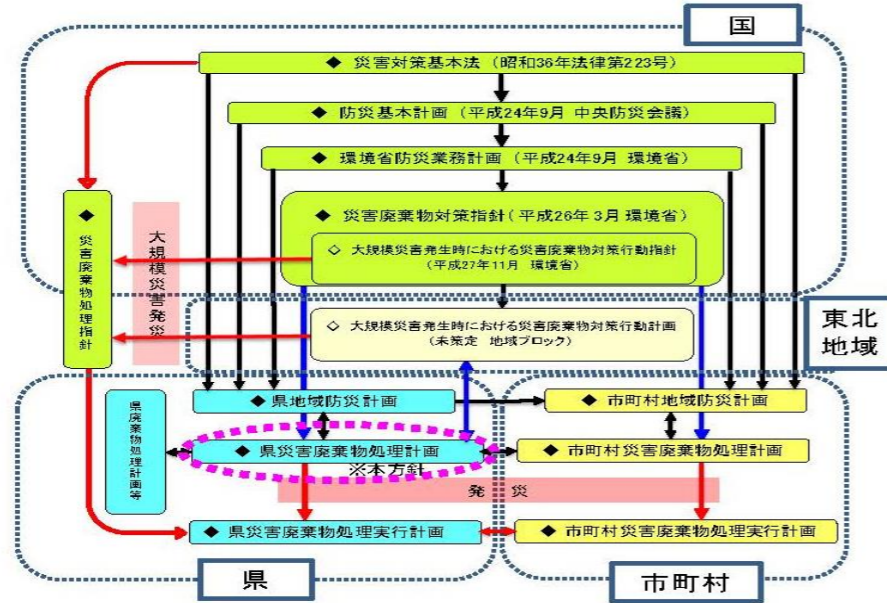 国
◆ 災害対策基本法 (昭和36年法律第223号)
◆ 防災基本計画 (平成24年9月 中央防災会議)
◆ 環境省防災業務計画 (平成24年9月 環境省)
◆ 災害廃棄物対策指針(平成26年3月 環境省)
◇ 大規模災害発生時における災害廃棄物対策行動指針
(平成27年11月 環境省)
◆ 災害廃棄物処理指針
大規模災害発災
東北
地域
◇ 大規模災害発生時における災害廃棄物対策行動計画
(未策定 地域ブロック)
◆県地域防災計画
◆ 市町村地域防災計画
県廃棄物処理計画等
◆県災害廃棄物処理計画
※本方針
◆ 市町村災害廃棄物処理計画
発 災
◆ 県災害廃棄物処理実行計画
◆ 市町村災害廃棄物処理実行計画
県
市町村